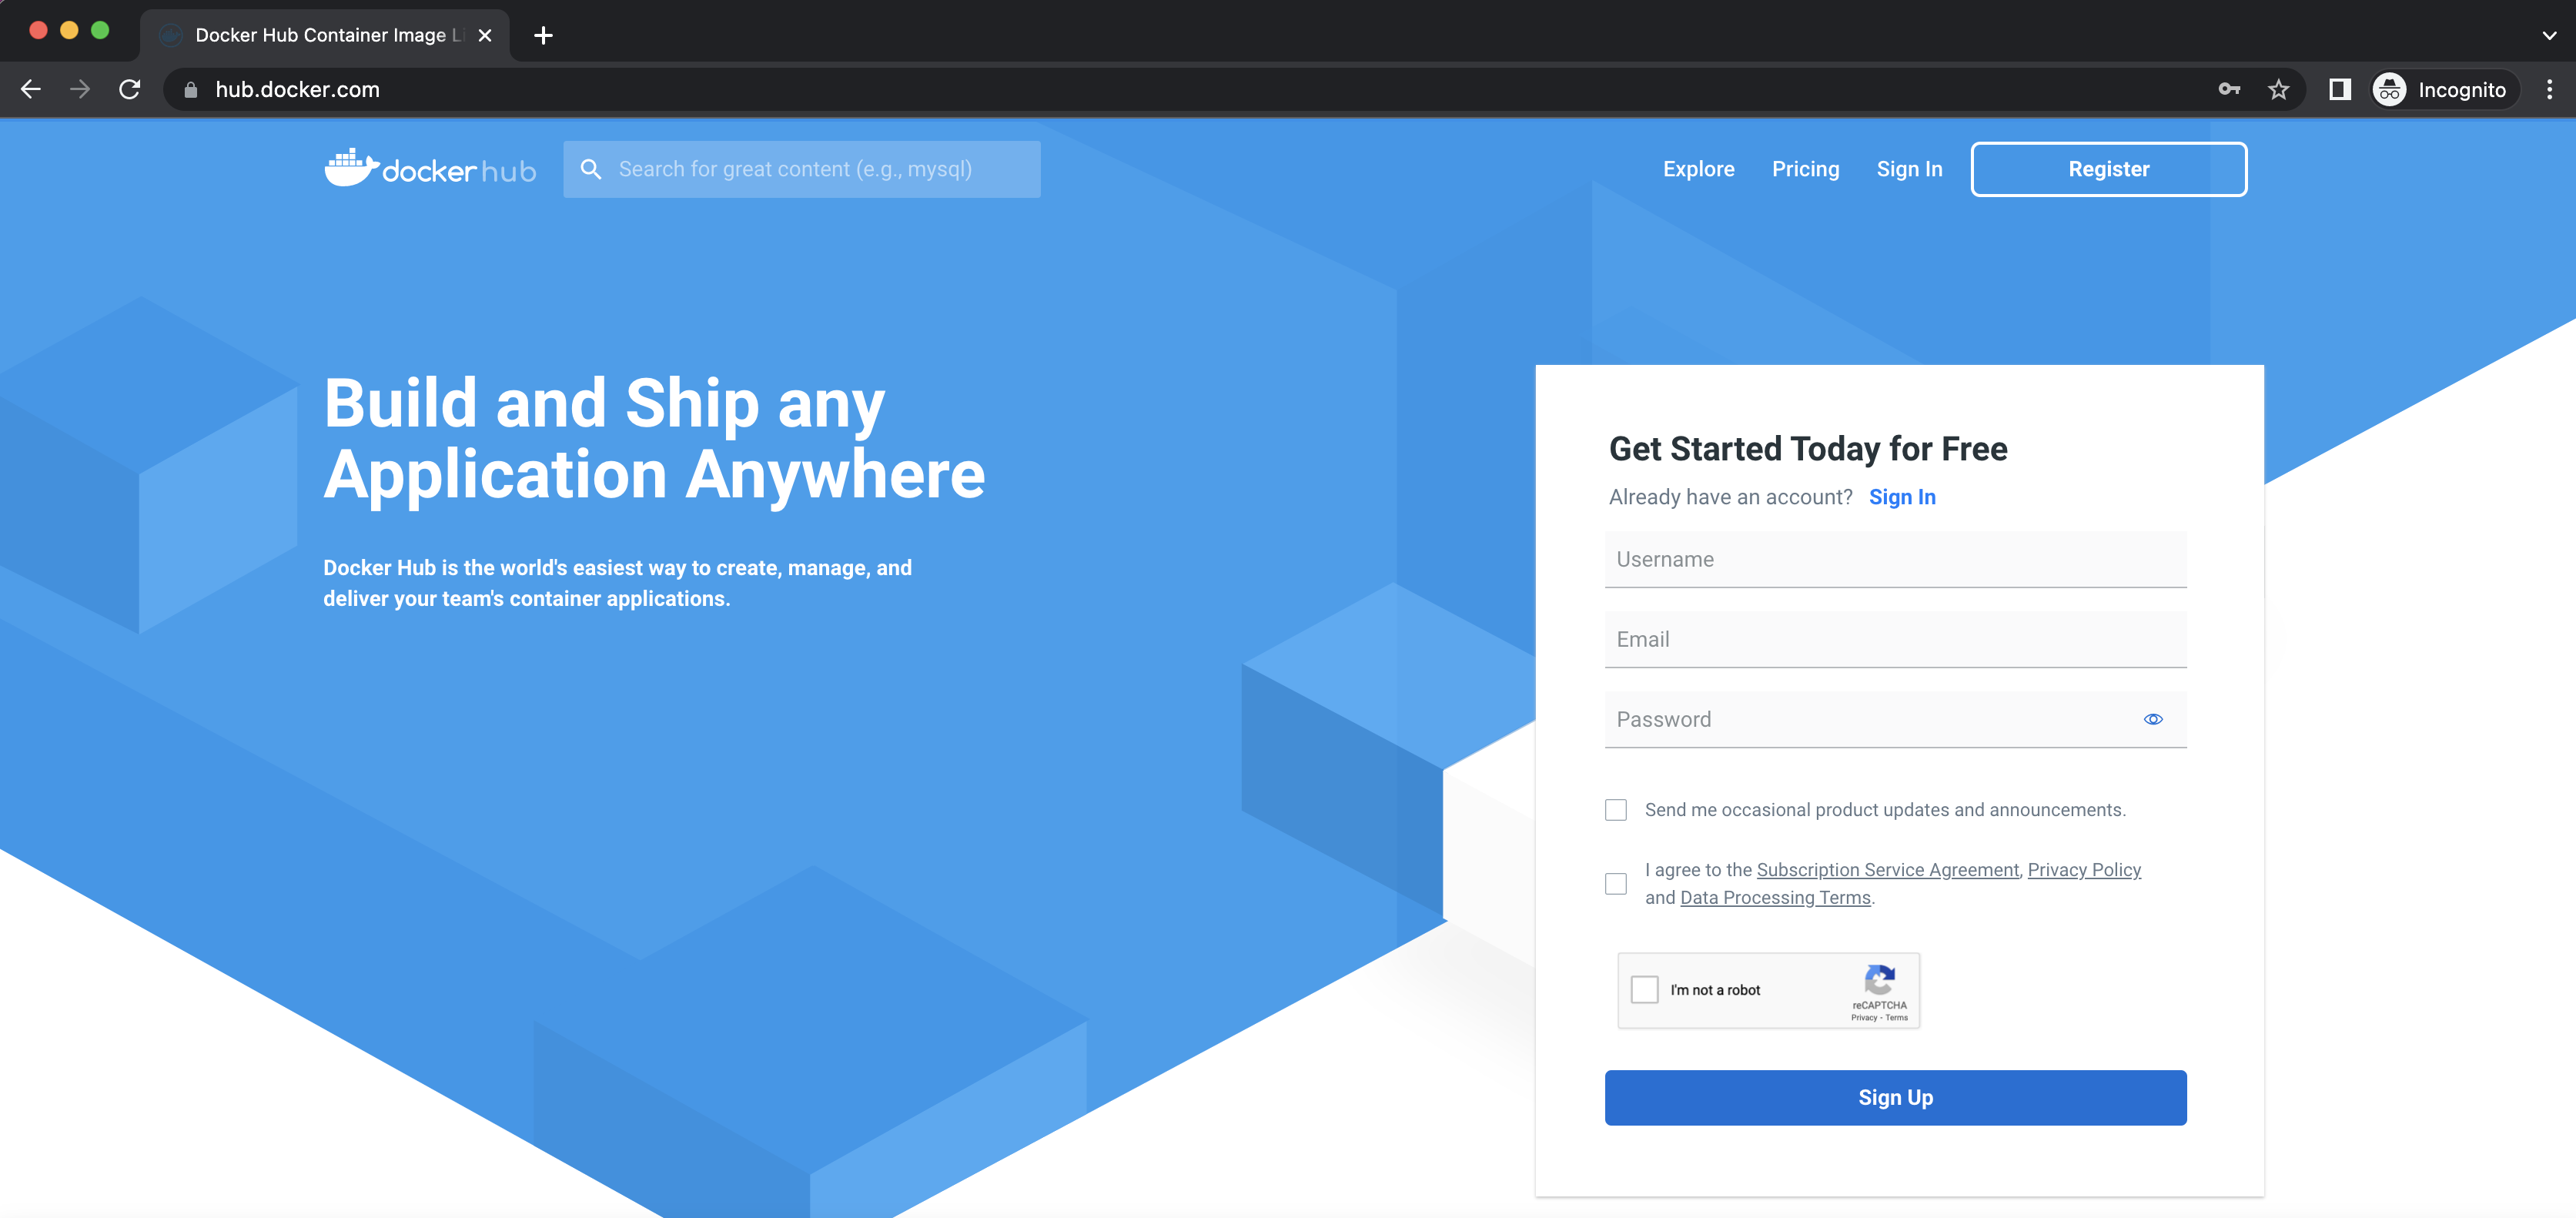 Docker Hub Container Image Li
hub.docker.com
Incognito
docker hub
Search for great content (e.g., mysql)
Explore
Pricing
Sign In
Register
Build and Ship any
Application Anywhere
Docker Hub is the world's easiest way to create, manage, and
deliver your team's container applications.
Get Started Today for Free
Already have an account? Sign In
Username
Email
Password
Send me occasional product updates and announcements.
I agree to the Subscription Service Agreement, Privacy Policy
and Data Processing Terms.
I'm not a robot
reCAPTCHA
Privacy - Terms
Sign Up